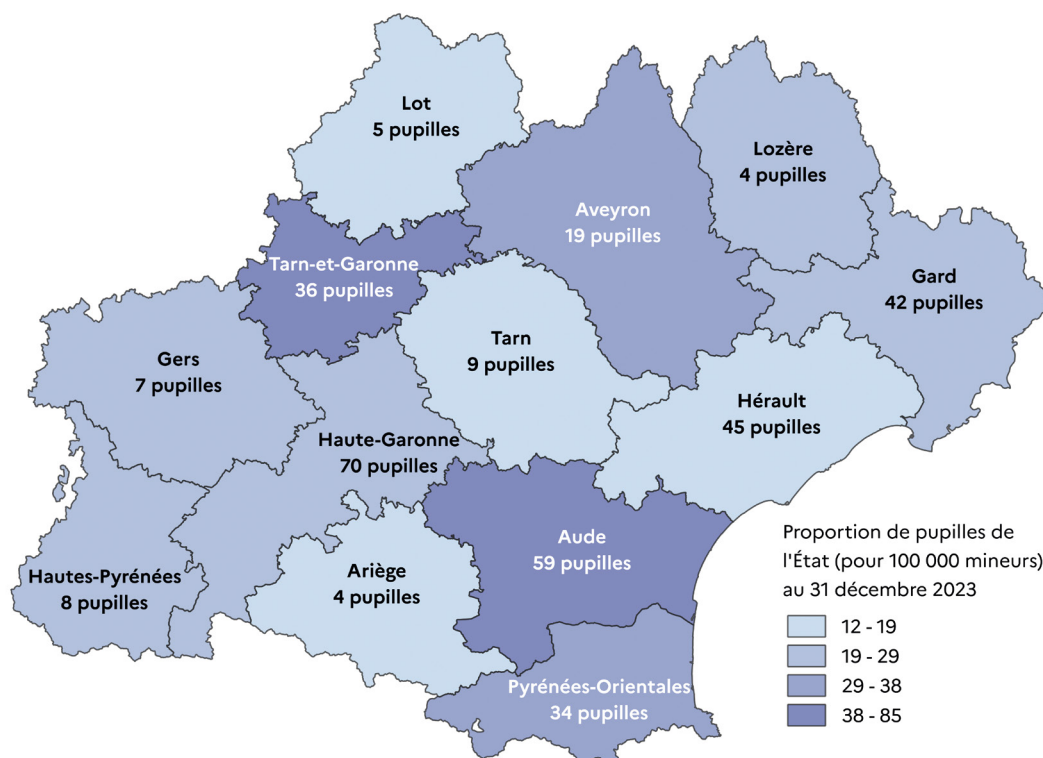 Lot
5 pupilles
Lozère
4 pupilles
Aveyron
19 pupilles
Tarn-et-Garonne
36 pupilles
Gard
42 pupilles
Tarn
9 pupilles
Gers
7 pupilles
Hérault
45 pupilles
Haute-Garonne
70 pupilles
Aude
59 pupilles
Ariège
4 pupilles
Hautes-Pyrénées
8 pupilles
Pyrénées-Orientales
34 pupilles
Proportion de pupilles de
l'État (pour 100 000 mineurs)
au 31 décembre 2023
12 - 19
19 - 29
29 - 38
38 - 85